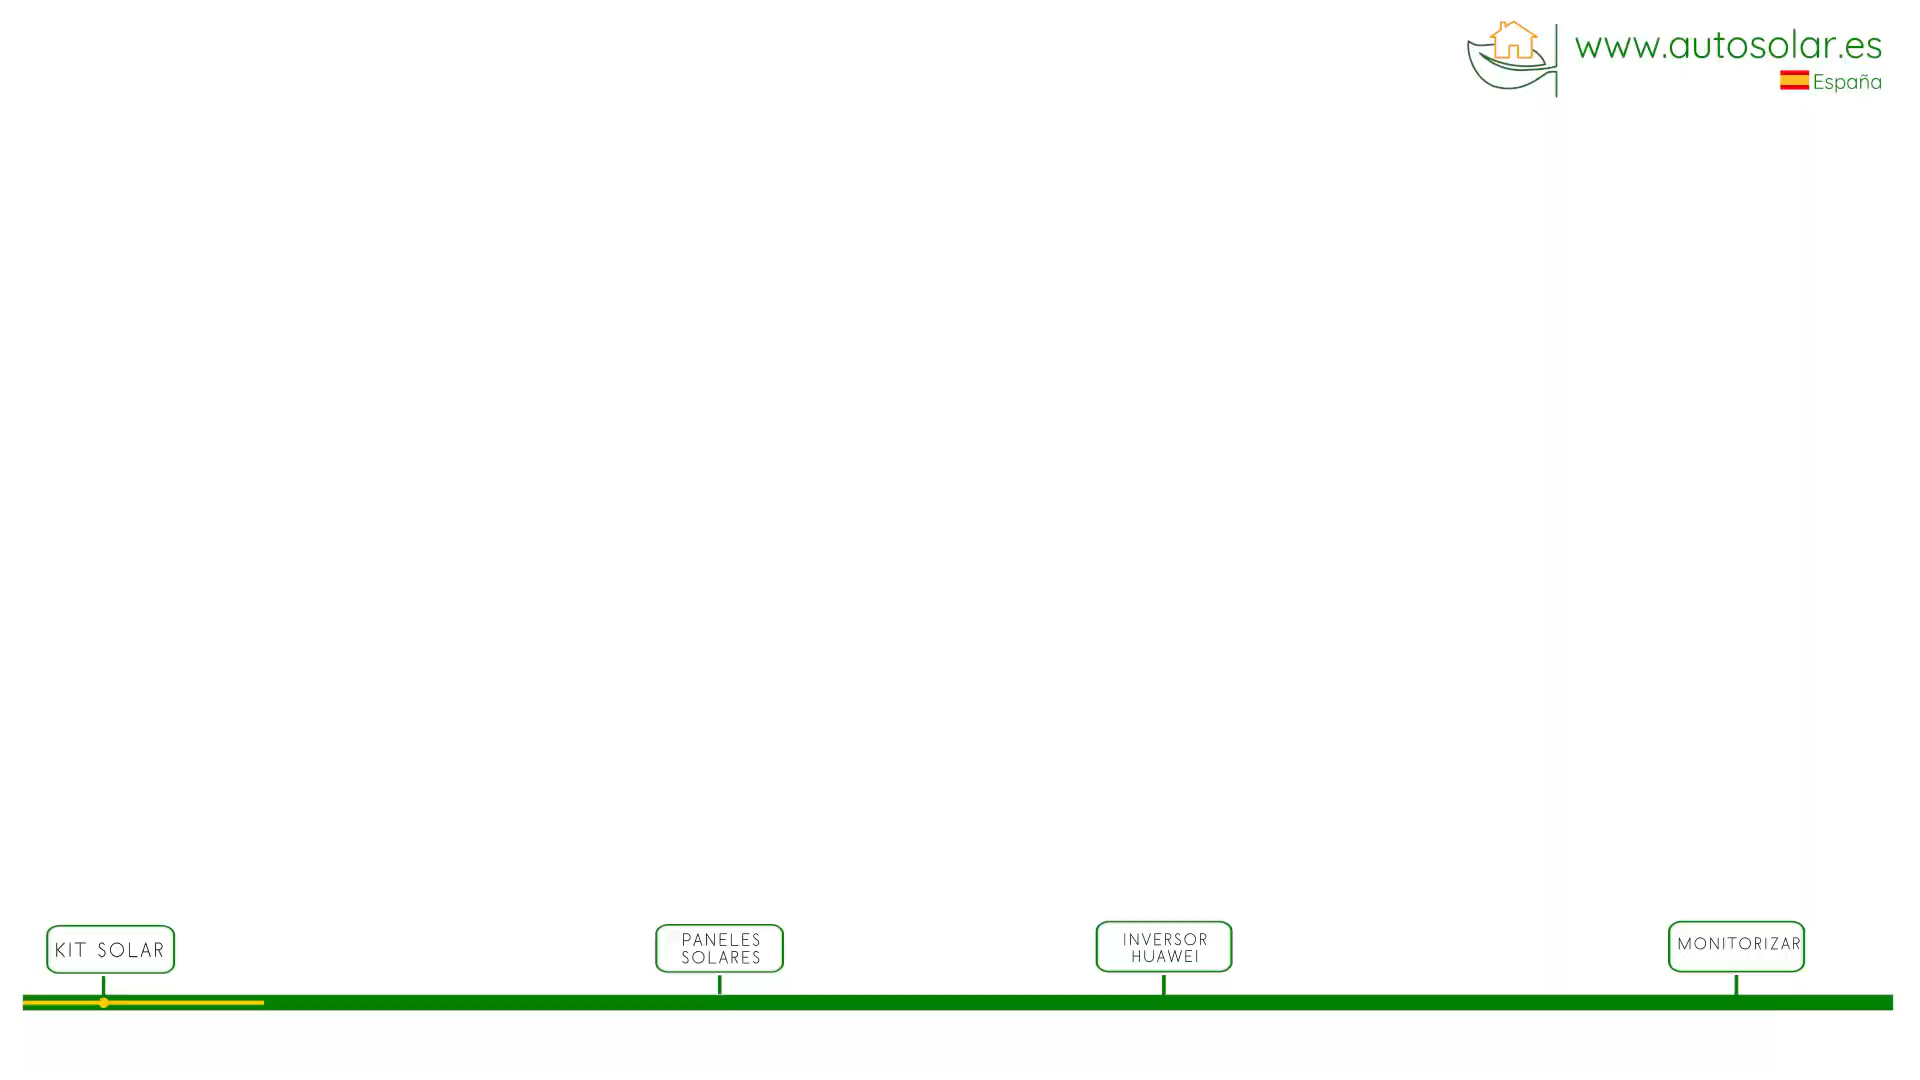 www.autosolar.es
España
KIT SOLAR
PANELES
SOLARES
INVERSOR
HUAWEI
MONITORIZAR